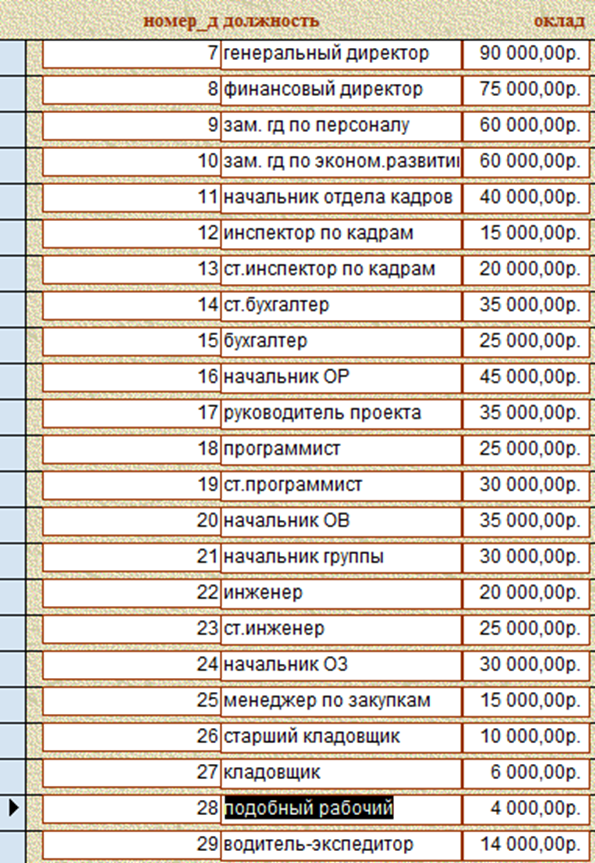 номер_д должность оклад
7 генеральный директор 90 000,00р.
8 финансовый директор 75 000,00р.
9 зам. гд по персоналу 60 000,00р.
10 зам. гд по эконом.развити 60 000,00р.
11 начальник отдела кадров 40 000,00р.
12 инспектор по кадрам 15 000,00р.
13 ст.инспектор по кадрам 20 000,00р.
14 ст.бухгалтер 35 000,00р.
15 бухгалтер 25 000,00р.
16 начальник ОР 45 000,00р.
17 руководитель проекта 35 000,00р.
18 программист 25 000,00р.
19 ст.программист 30 000,00р.
20 начальник ОВ 35 000,00р.
21 начальник группы 30 000,00р.
22 инженер 20 000,00р.
23 ст.инженер 25 000,00р.
24 начальник ОЗ 30 000,00р.
25 менеджер по закупкам 15 000,00р.
26 старший кладовщик 10 000,00р.
27 кладовщик 6 000,00р.
28 подобный рабочий 4 000,00р.
29 водитель-экспедитор 14 000,00р.